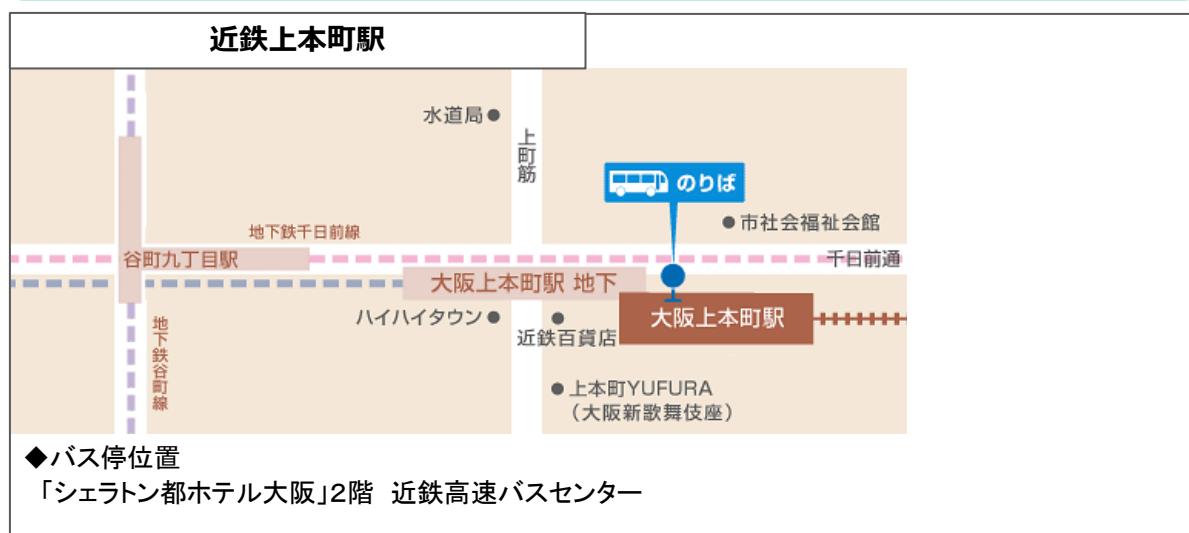 近鉄上本町駅
水道局
上町筋
のりば
市社会福祉会館
地下鉄千日前線
谷町九丁目駅
千日前通
大阪上本町駅 地下
ハイハイタウン
近鉄百貨店
大阪上本町駅
地下鉄谷町線
上本町YUFURA
（大阪新歌舞伎座）
◆バス停位置
「シェラトン都ホテル大阪」2階　近鉄高速バスセンター